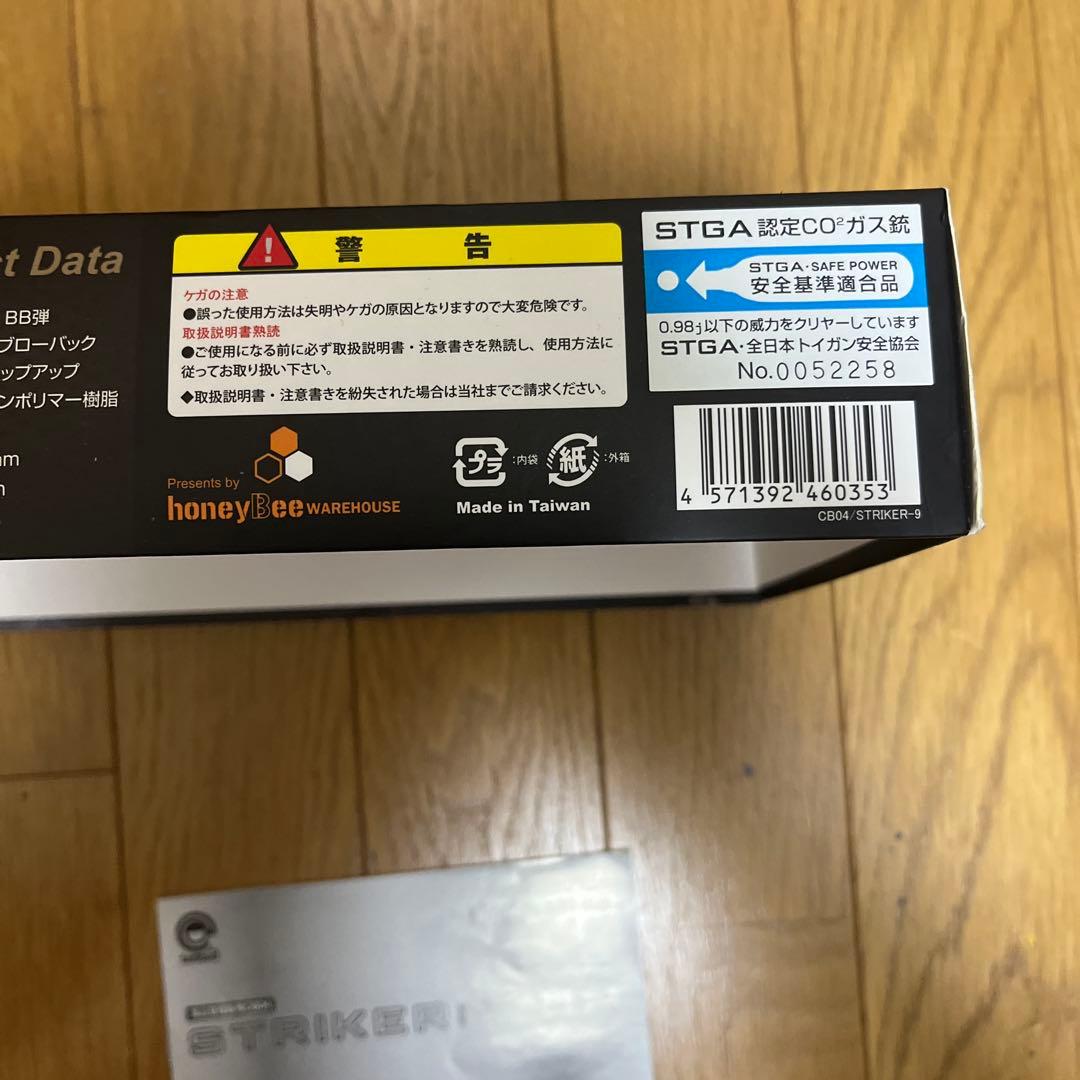 ct Data
BB弾
ブローバック
ップアップ
ンポリマー樹脂
mm
警告
ケガの注意
●誤った使用方法は失明やケガの原因となりますので大変危険です。
取扱説明書熟読
●ご使用になる前に必ず取扱説明書・注意書きを熟読し、使用方法に
従ってお取り扱い下さい。
◆取扱説明書・注意書きを紛失された場合は当社までご請求ください。
Presents by
honeyBee WAREHOUSE
プラ :内袋 紙 :外箱
Made in Taiwan
STGA 認定CO²ガス銃
STGA・SAFE POWER
安全基準適合品
0.98j以下の威力をクリヤーしています
STGA・全日本トイガン安全協会
No.0052258
4 571392 460353
CB04/STRIKER-9
STRIKER